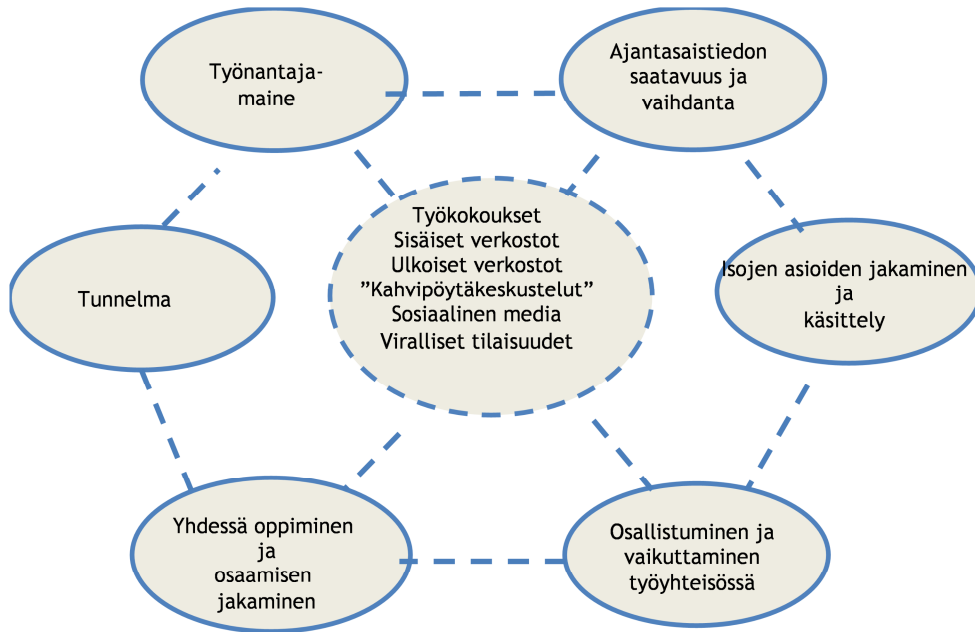 Työnantaja-
maine
Ajantasaistiedon
saatavuus ja
vaihdanta
Työkokoukset
Sisäiset verkostot
Ulkoiset verkostot
”Kahvipöytäkeskustelut”
Sosiaalinen media
Viralliset tilaisuudet
Tunnelma
Isojen asioiden jakaminen
ja
käsittely
Yhdessä oppiminen
ja
osaamisen
jakaminen
Osallistuminen ja
vaikuttaminen
työyhteisössä